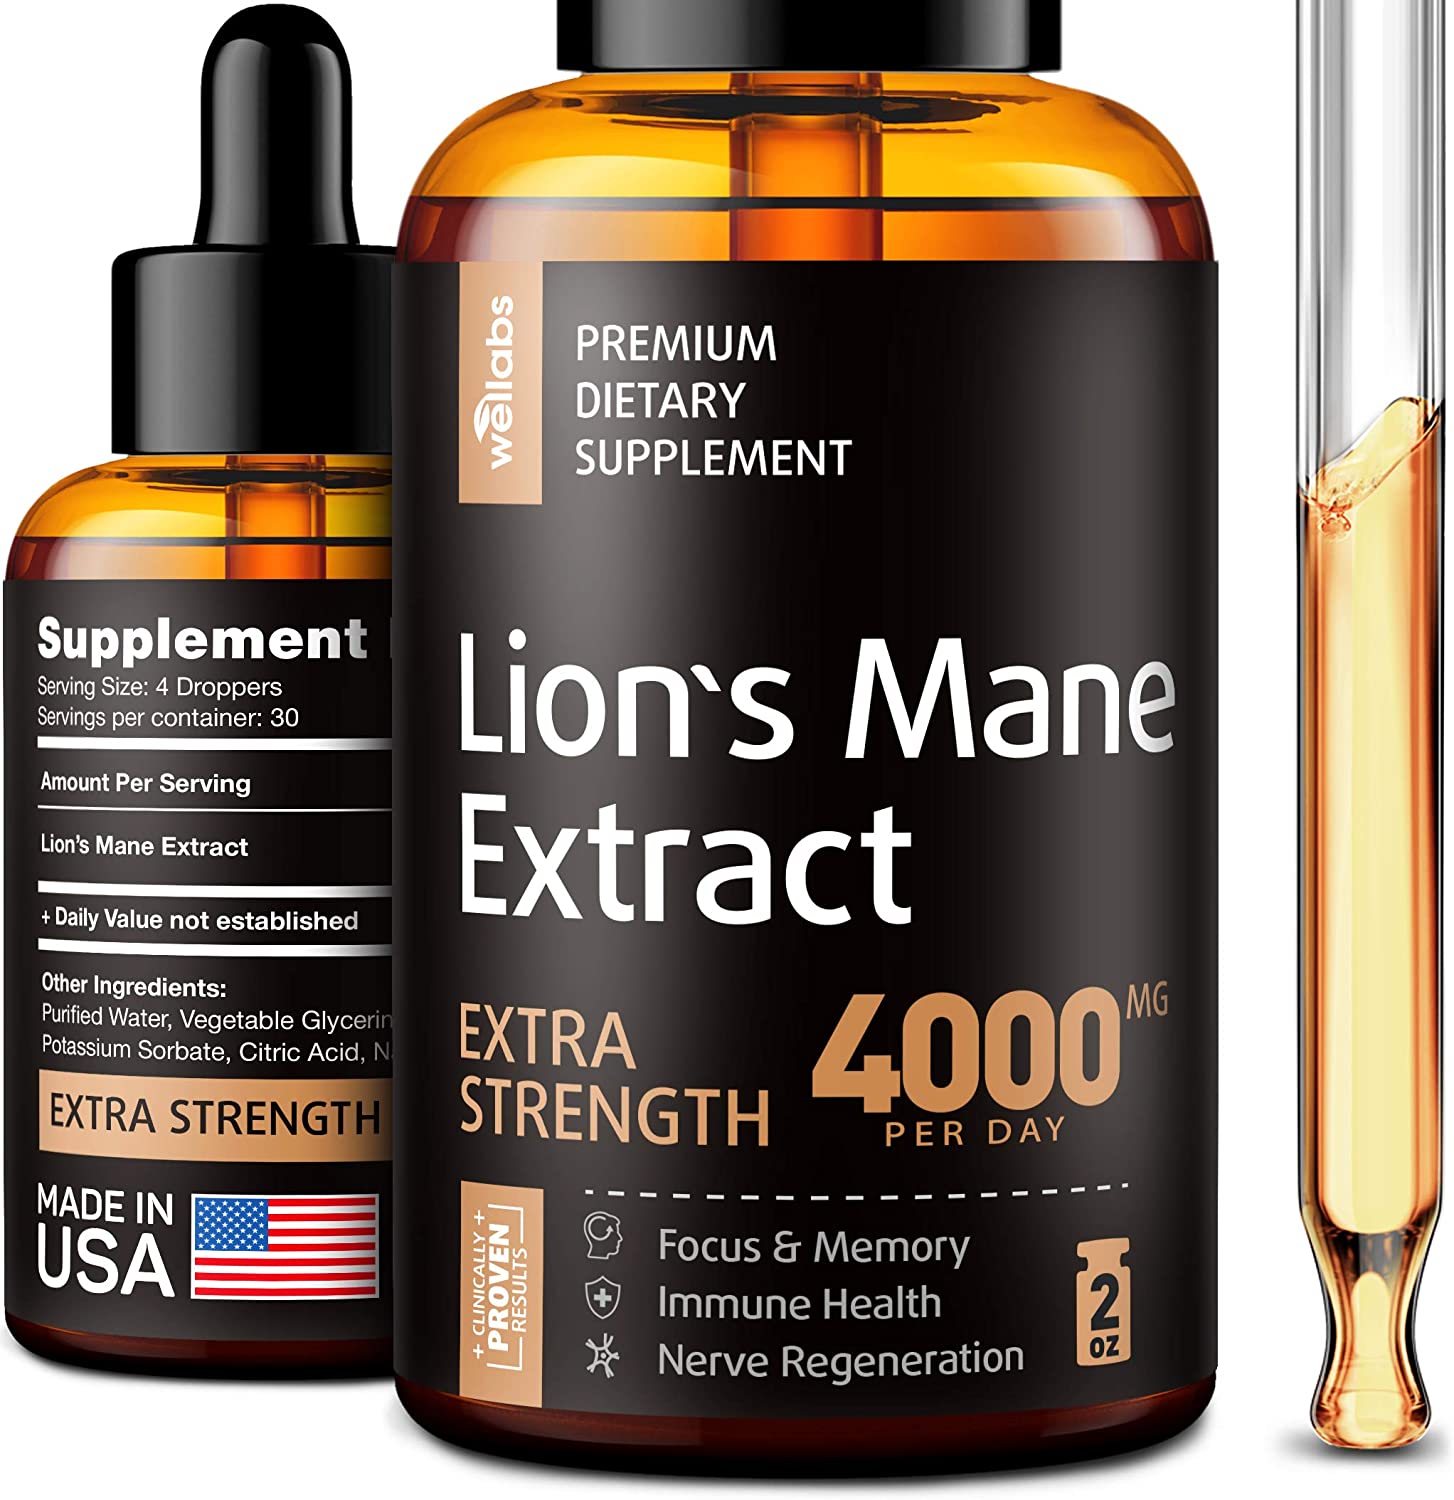 Supplement
Serving Size: 4 Droppers
Servings per container: 30
Amount Per Serving
Lion's Mane Extract
+ Daily Value not established
Other Ingredients:
Purified Water, Vegetable Glycerin
Potassium Sorbate, Citric Acid,
EXTRA STRENGTH
MADE IN
USA
wellabs
PREMIUM
DIETARY
SUPPLEMENT
Lion`s Mane
Extract
EXTRA
STRENGTH
4000 MG
PER DAY
+ CLINICALLY +
PROVEN
+ RESULTS +
Focus & Memory
Immune Health
Nerve Regeneration
2
OZ